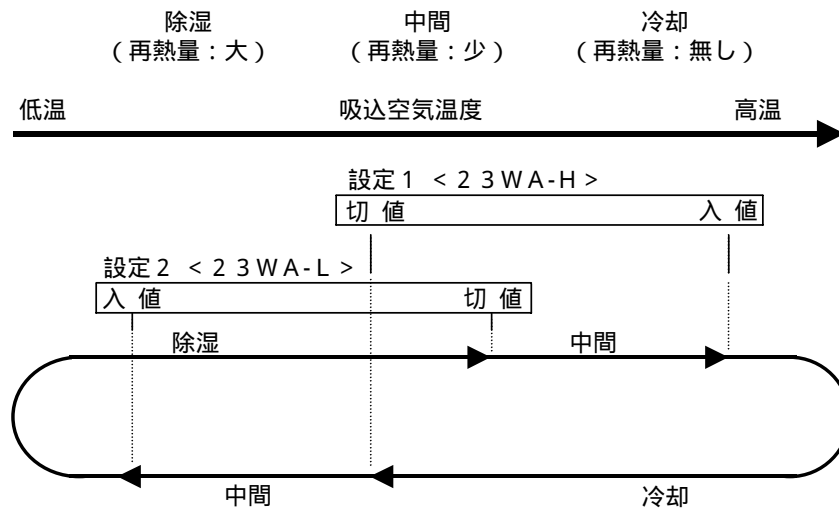 除湿 中間 冷却
(再熱量:大) (再熱量:少) (再熱量:無し)
低温 吸込空気温度 高温
設定1 <23WA-H>
切値 入値
設定2 <23WA-L>
入値 切値
除湿 中間
中間 冷却